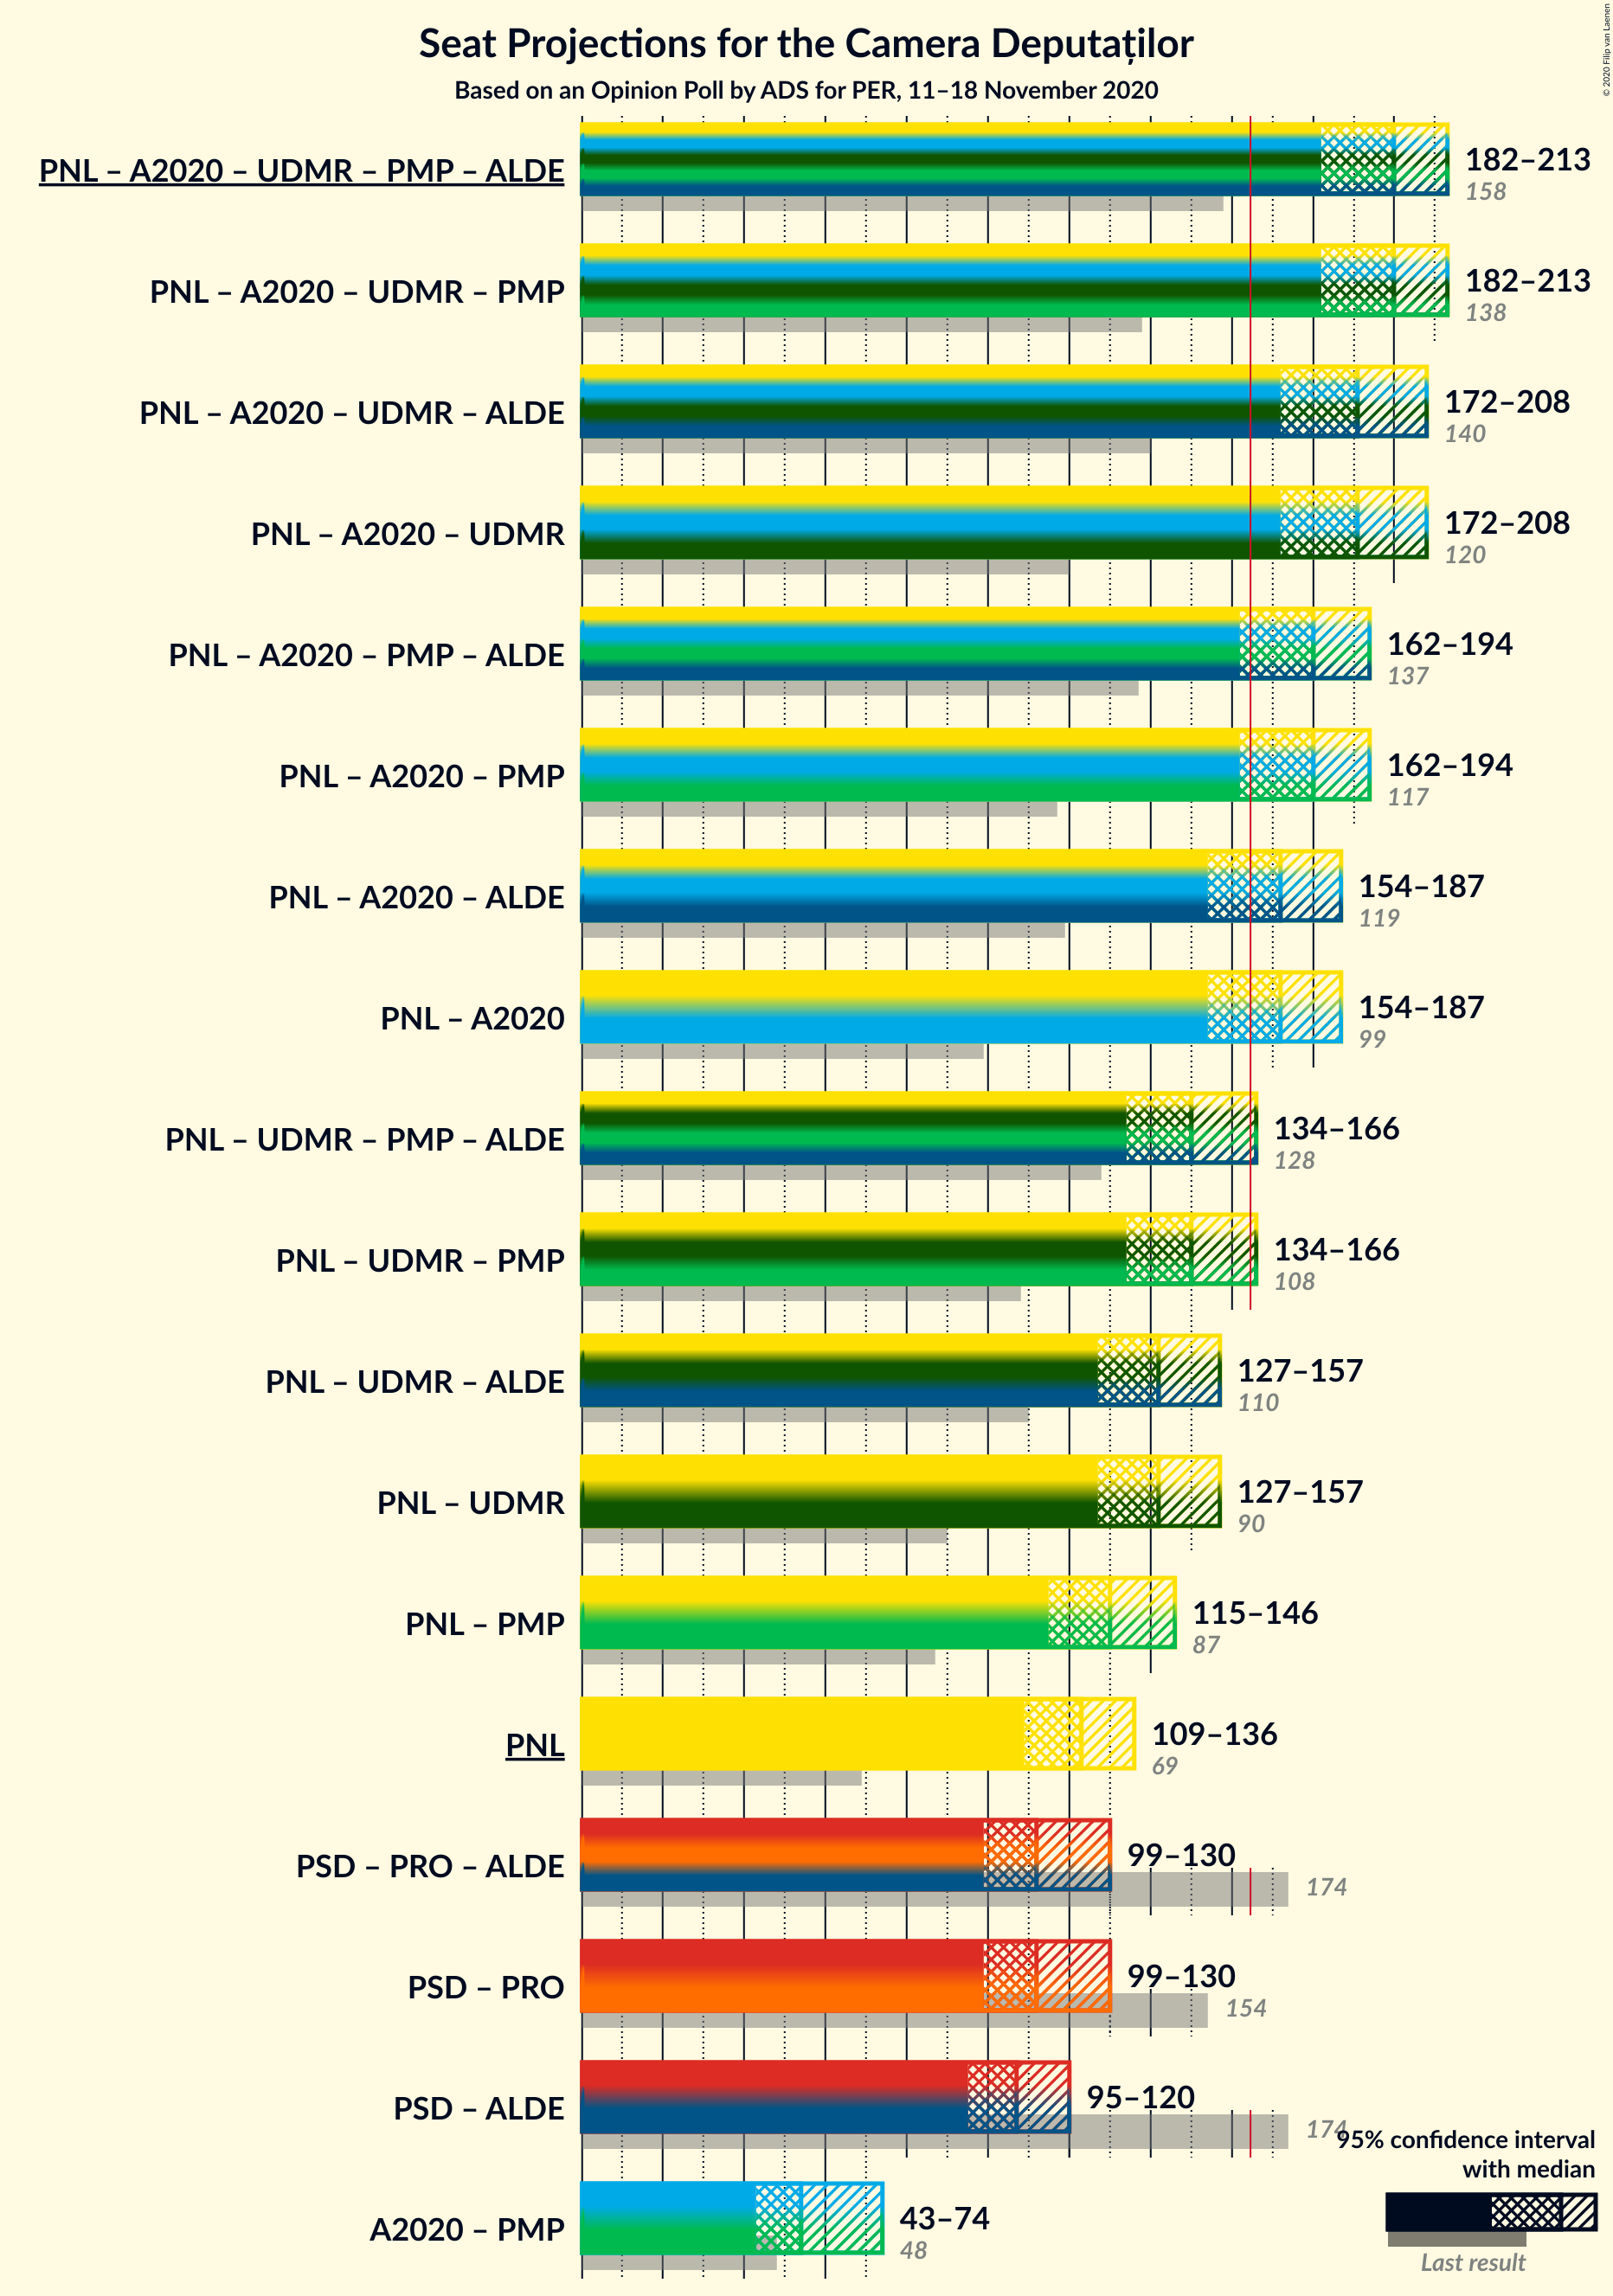 Seat Projections for the Camera Deputaților
Based on an Opinion Poll by ADS for PER, 11–18 November 2020
© 2020 Filip van Laenen
PNL – A2020 – UDMR – PMP – ALDE
182–213
158
PNL – A2020 – UDMR – PMP
182–213
138
PNL – A2020 – UDMR – ALDE
172–208
140
PNL – A2020 – UDMR
172–208
120
PNL – A2020 – PMP – ALDE
162–194
137
PNL – A2020 – PMP
162–194
117
PNL – A2020 – ALDE
154–187
119
PNL – A2020
154–187
99
PNL – UDMR – PMP – ALDE
134–166
128
PNL – UDMR – PMP
134–166
108
PNL – UDMR – ALDE
127–157
110
PNL – UDMR
127–157
90
PNL – PMP
115–146
87
PNL
109–136
69
PSD – PRO – ALDE
99–130
174
PSD – PRO
99–130
154
PSD – ALDE
95–120
174
A2020 – PMP
43–74
48
95% confidence interval
with median
Last result